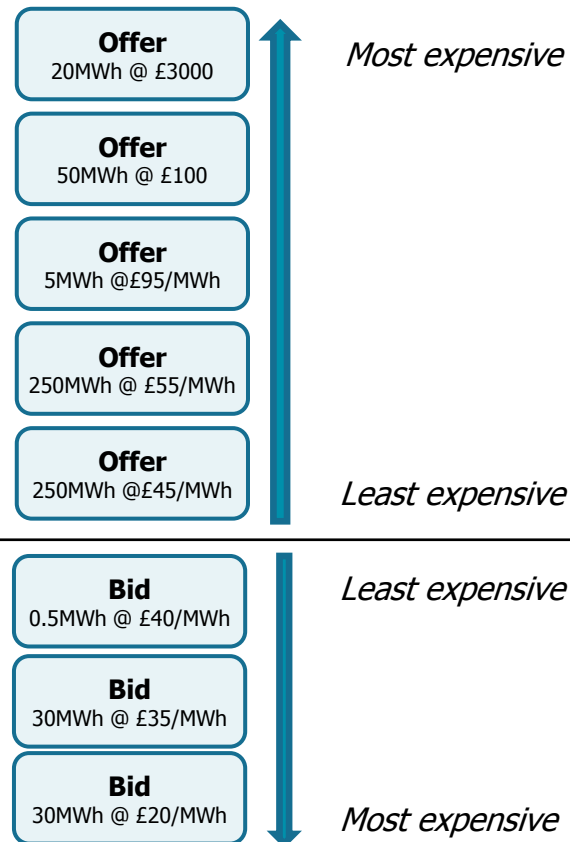 Offer
20MWh @ £3000
Most expensive
Offer
50MWh @ £100
Offer
5MWh @£95/MWh
Offer
250MWh @ £55/MWh
Offer
250MWh @£45/MWh
Least expensive
Bid
0.5MWh @ £40/MWh
Least expensive
Bid
30MWh @ £35/MWh
Bid
30MWh @ £20/MWh
Most expensive